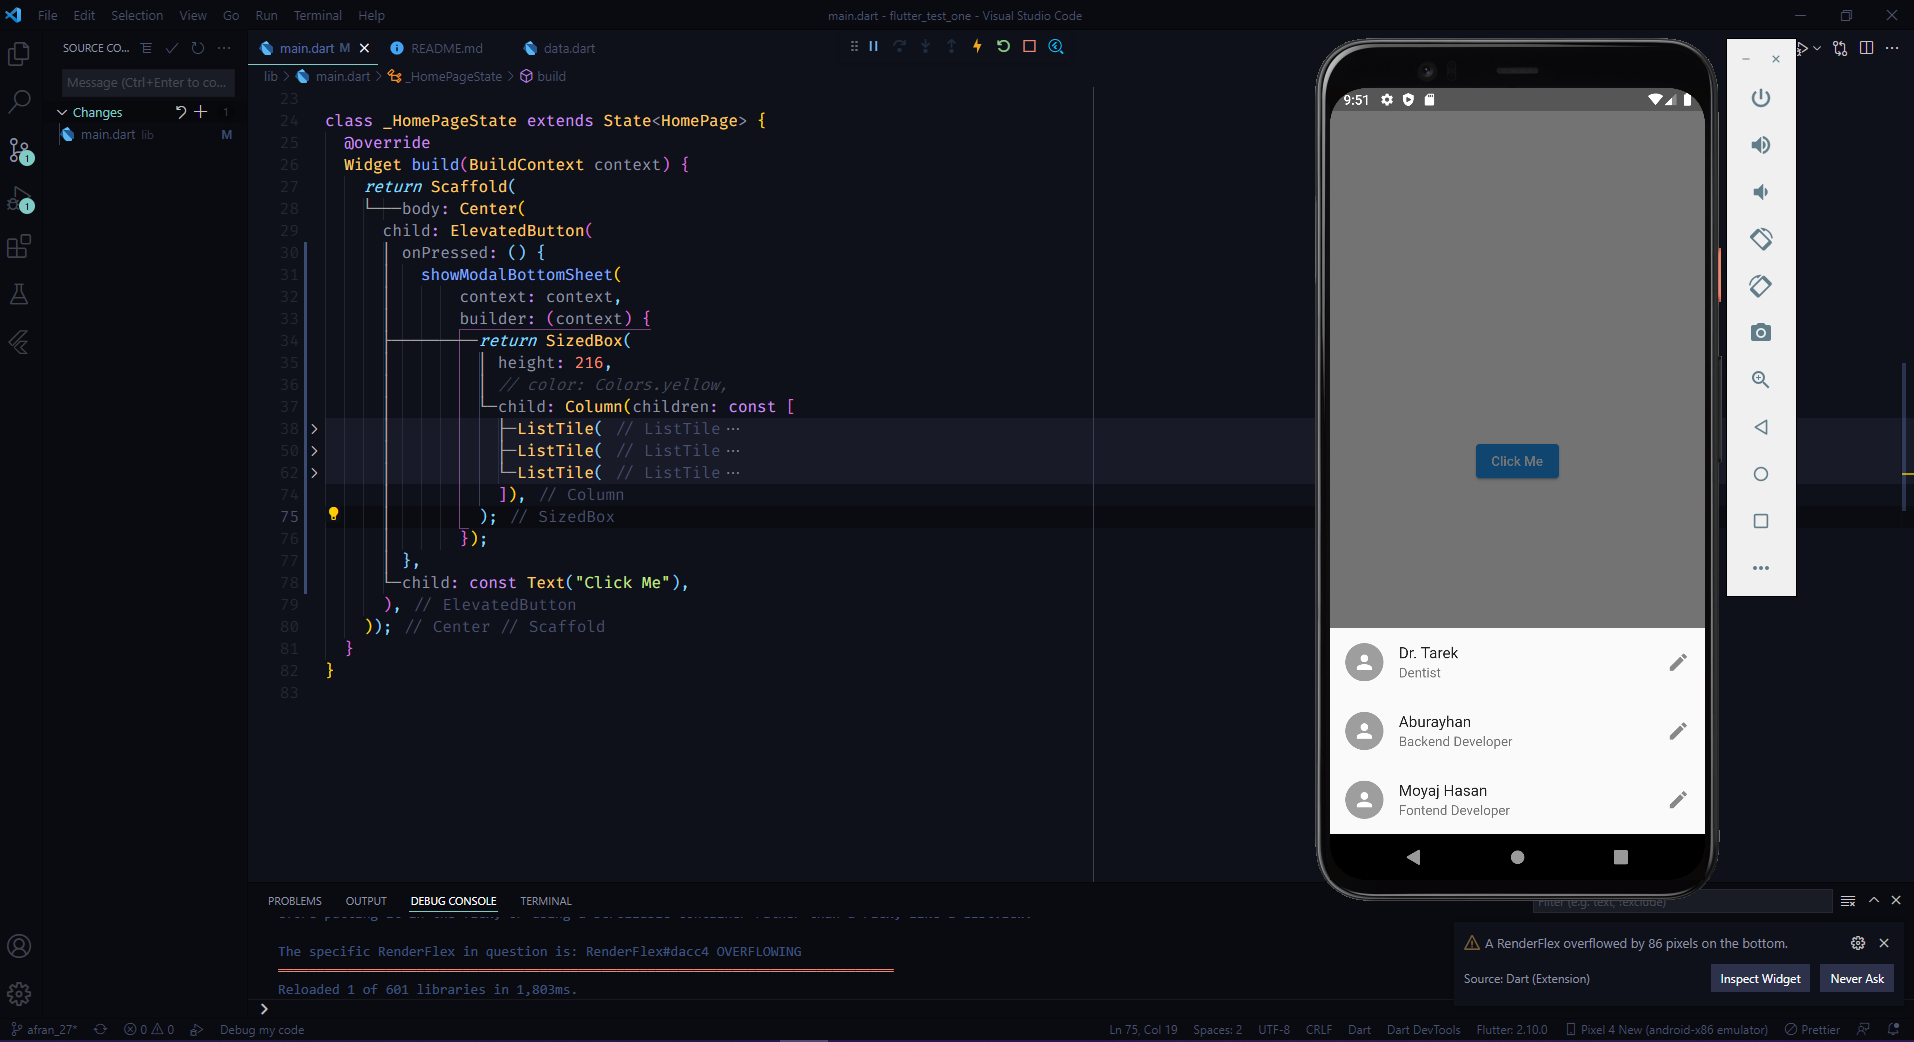 File Edit Selection View Go Run Terminal Help
main.dart - flutter_test_one - Visual Studio Code
SOURCE CO...
Message (Ctrl+Enter to co...
Changes 1
main.dart lib M
1
1
main.dart M
README.md
data.dart
lib > main.dart > _HomePageState > build
23
24 class _HomePageState extends State<HomePage> {
25 @override
26 Widget build(BuildContext context) {
27 return Scaffold(
28 body: Center(
29 child: ElevatedButton(
30 onPressed: () {
31 showModalBottomSheet(
32 context: context,
33 builder: (context) {
34 return SizedBox(
35 height: 216,
36 // color: Colors.yellow,
37 child: Column(children: const [
38 ListTile( // ListTile ...
50 ListTile( // ListTile ...
62 ListTile( // ListTile ...
74 ]), // Column
75 ); // SizedBox
76 });
77 },
78 child: const Text("Click Me"),
79 ), // ElevatedButton
80 )); // Center // Scaffold
81 }
82 }
83
9:51
Click Me
Dr. Tarek
Dentist
Aburayhan
Backend Developer
Moyaj Hasan
Fontend Developer
PROBLEMS OUTPUT DEBUG CONSOLE TERMINAL
Filter (e.g. text, !exclude)
The specific RenderFlex in question is: RenderFlex#dacc4 OVERFLOWING
Reloaded 1 of 601 libraries in 1,803ms.
A RenderFlex overflowed by 86 pixels on the bottom.
Source: Dart (Extension)
Inspect Widget
Never Ask
afran_27* 0 0 Debug my code
Ln 75, Col 19 Spaces: 2 UTF-8 CRLF Dart Dart DevTools Flutter: 2.10.0 Pixel 4 New (android-x86 emulator) Prettier